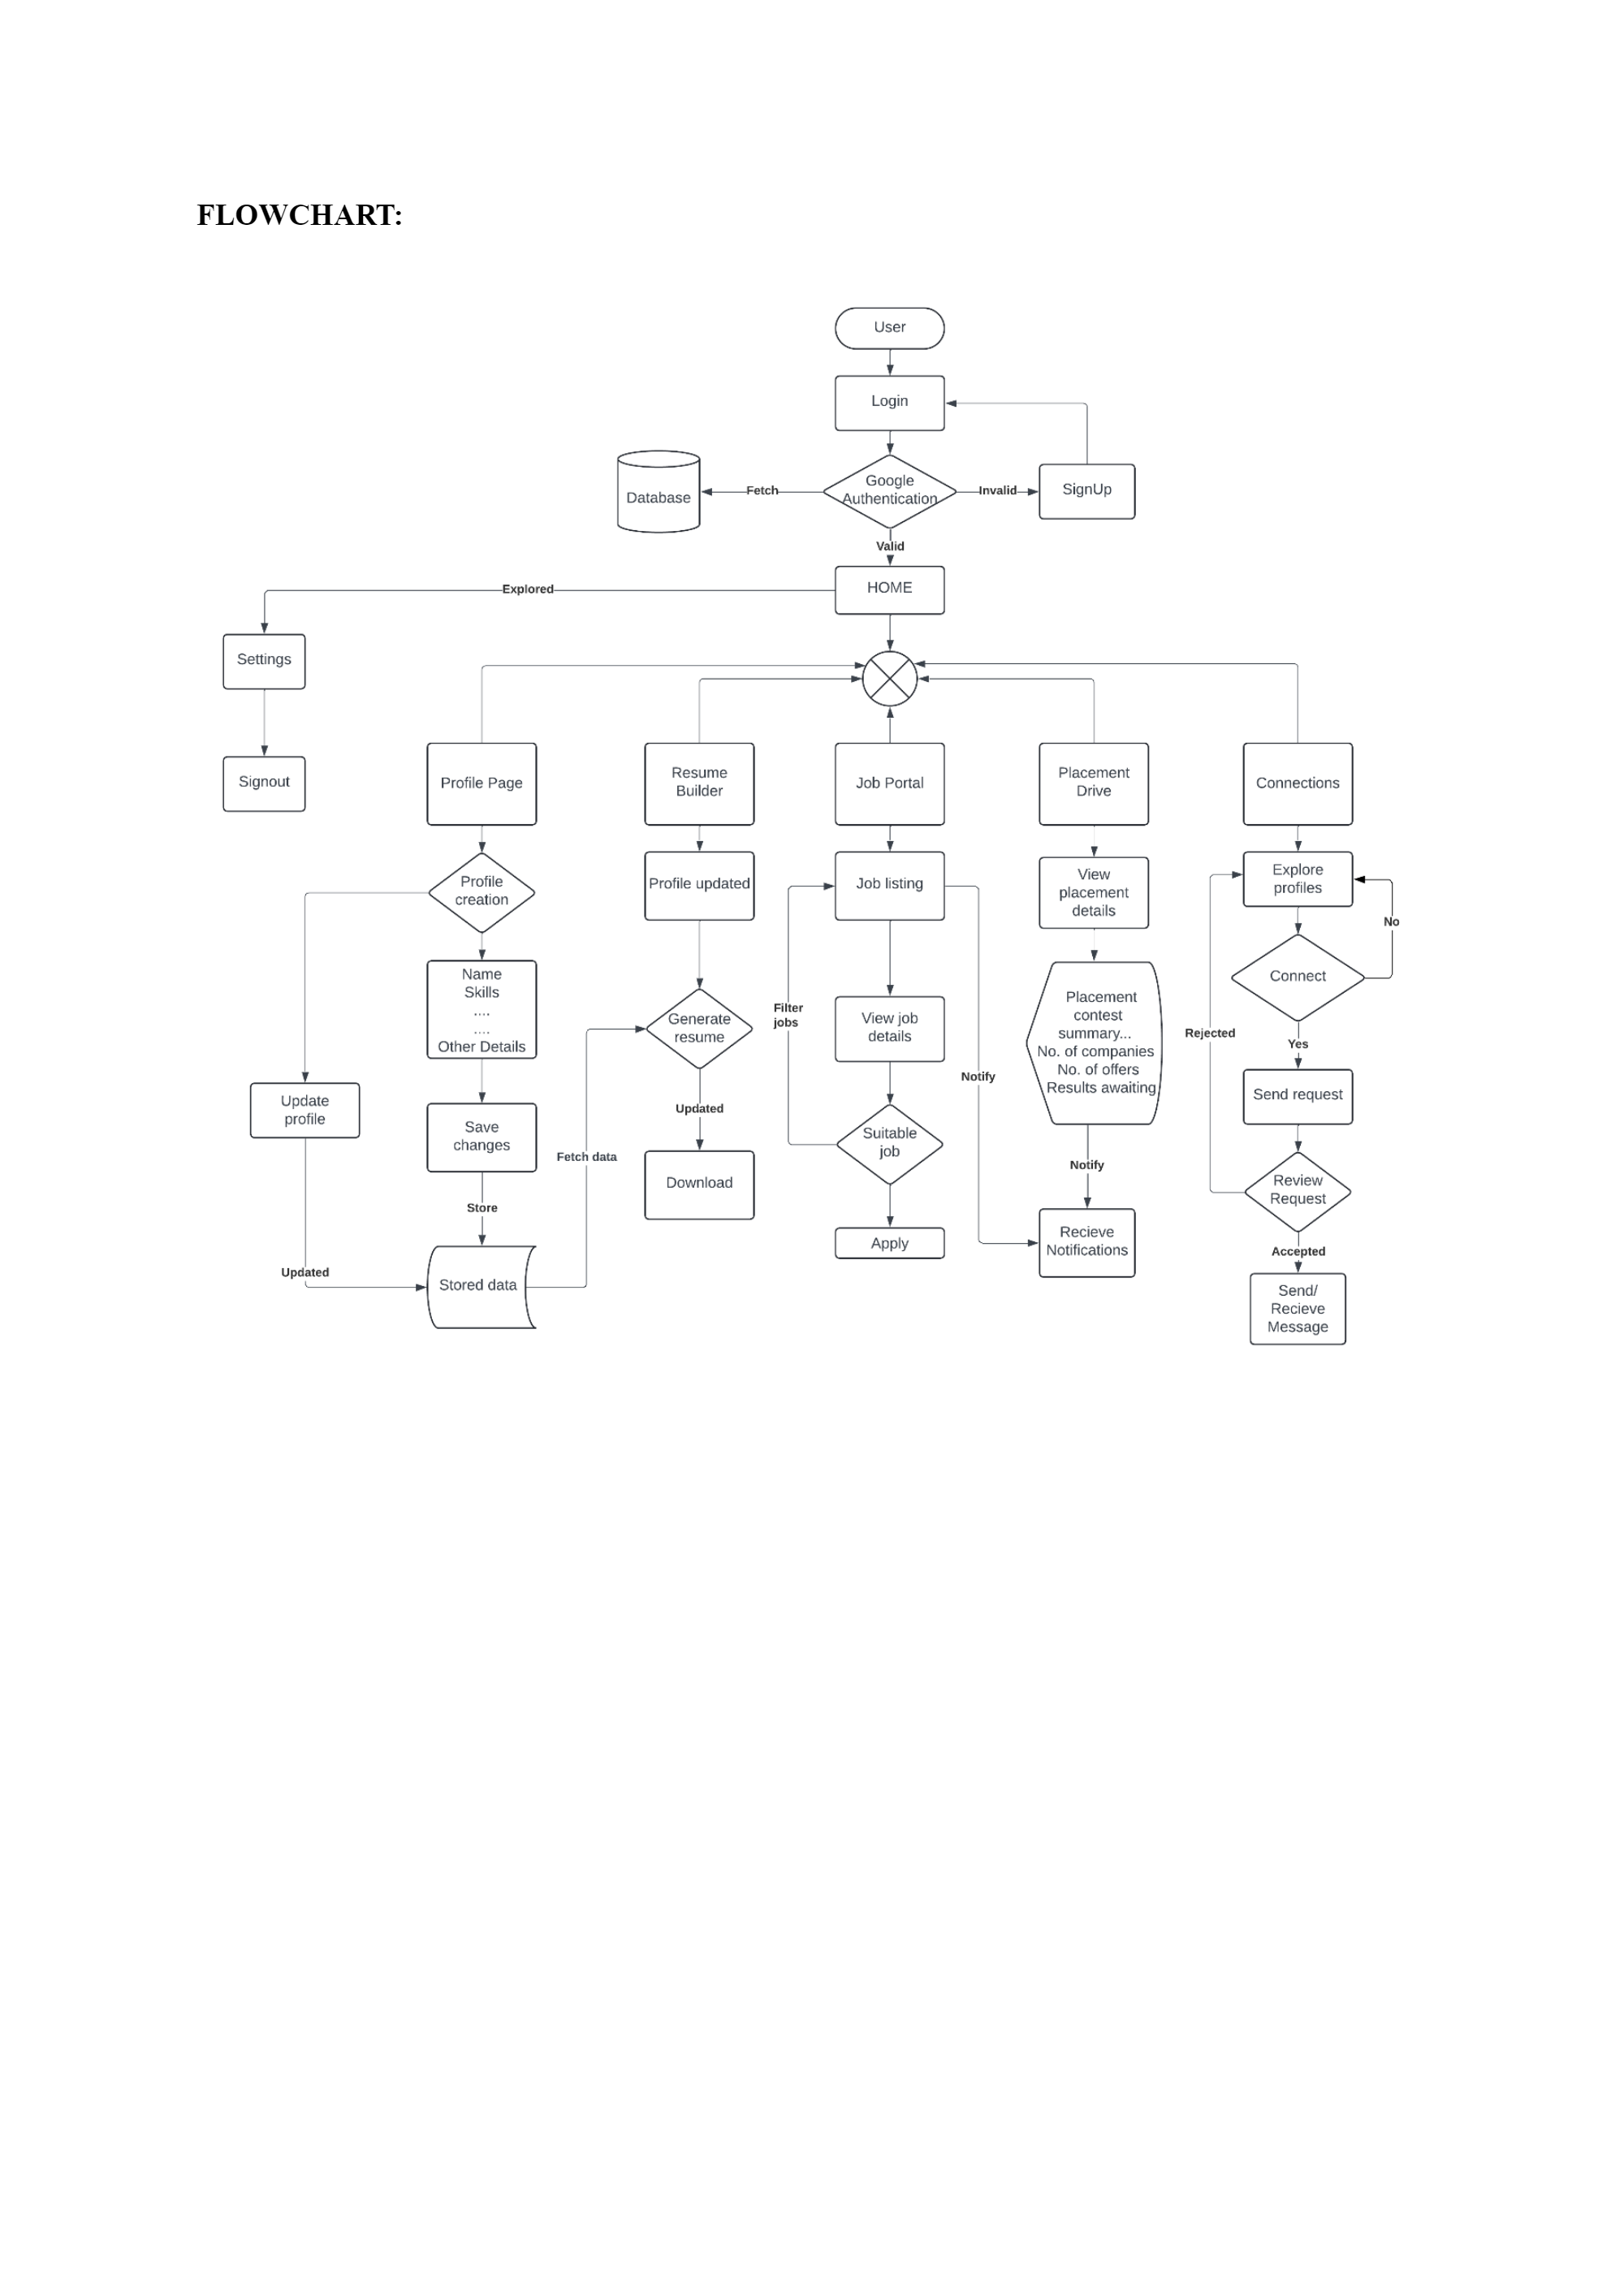 FLOWCHART:
User
Login
Google
Authentication
Fetch
Database
Invalid
SignUp
Valid
HOME
Explored
Settings
Signout
Profile Page
Resume
Builder
Job Portal
Placement
Drive
Connections
Profile
creation
Profile updated
Job listing
View
placement
details
Explore
profiles
No
Name
Skills
....
....
Other Details
Generate
resume
Filter
jobs
View job
details
Notify
Placement
contest
summary...
No. of companies
No. of offers
Results awaiting
Connect
Rejected
Yes
Update
profile
Save
changes
Fetch data
Updated
Download
Suitable
job
Notify
Send request
Review
Request
Store
Updated
Stored data
Apply
Recieve
Notifications
Accepted
Send/
Recieve
Message